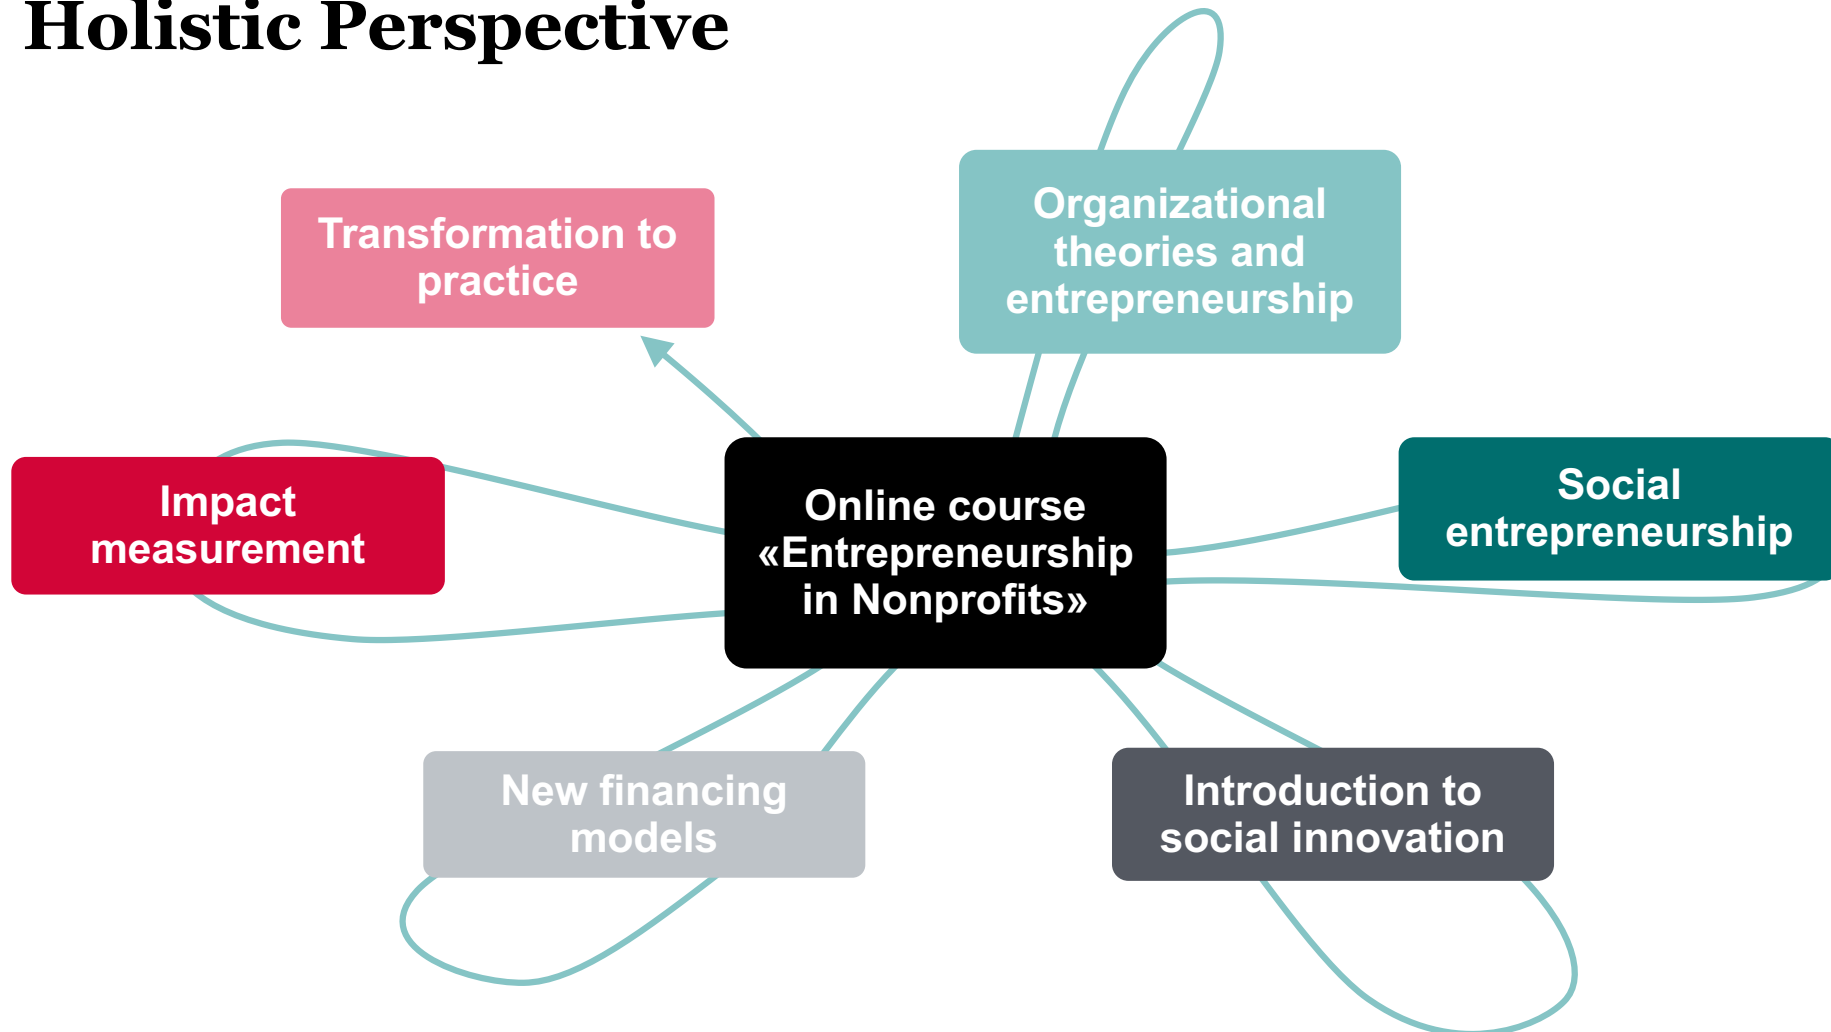 Holistic Perspective
Transformation to
practice
Organizational
theories and
entrepreneurship
Impact
measurement
Online course
«Entrepreneurship
in Nonprofits»
Social
entrepreneurship
New financing
models
Introduction to
social innovation